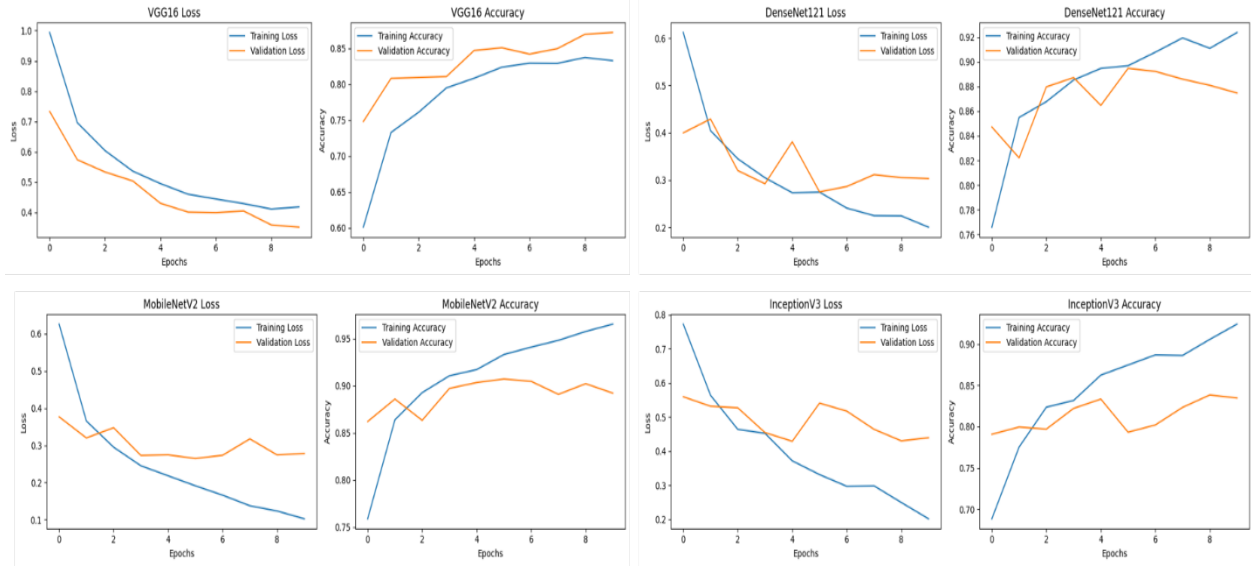 VGG16 Loss
Loss
1.0
0.9
0.8
0.7
0.6
0.5
0.4
Training Loss
Validation Loss
0 2 4 6 8
Epochs
VGG16 Accuracy
Accuracy
0.85
0.80
0.75
0.70
0.65
0.60
Training Accuracy
Validation Accuracy
0 2 4 6 8
Epochs
DenseNet121 Loss
Loss
0.6
0.5
0.4
0.3
0.2
Training Loss
Validation Loss
0 2 4 6 8
Epochs
DenseNet121 Accuracy
Accuracy
0.92
0.90
0.88
0.86
0.84
0.82
0.80
0.78
0.76
Training Accuracy
Validation Accuracy
0 2 4 6 8
Epochs
MobileNetV2 Loss
Loss
0.6
0.5
0.4
0.3
0.2
0.1
Training Loss
Validation Loss
0 2 4 6 8
Epochs
MobileNetV2 Accuracy
Accuracy
0.95
0.90
0.85
0.80
0.75
Training Accuracy
Validation Accuracy
0 2 4 6 8
Epochs
InceptionV3 Loss
Loss
0.8
0.7
0.6
0.5
0.4
0.3
0.2
Training Loss
Validation Loss
0 2 4 6 8
Epochs
InceptionV3 Accuracy
Accuracy
0.90
0.85
0.80
0.75
0.70
Training Accuracy
Validation Accuracy
0 2 4 6 8
Epochs